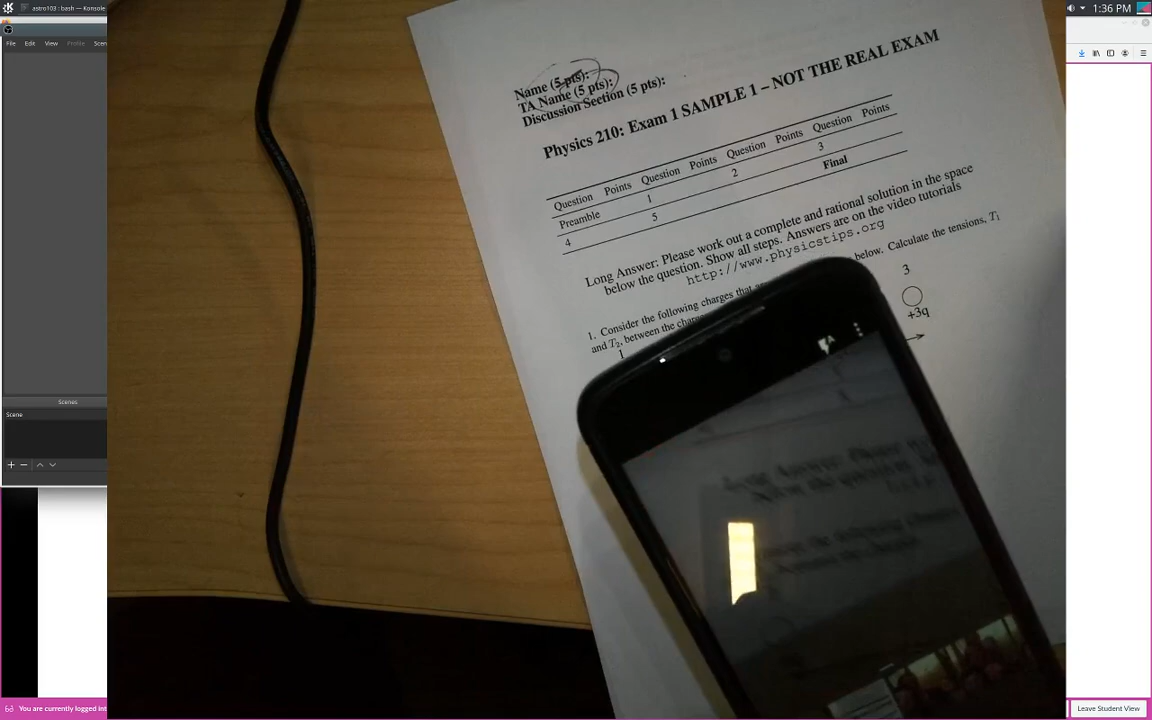 astro103 : bash — Konsole
1:36 PM
File Edit View Profile Scen
Scenes
Scene
Name (5 pts):
TA Name (5 pts):
Discussion Section (5 pts):
Physics 210: Exam 1 SAMPLE 1 – NOT THE REAL EXAM
Question Points Question Points Question Points Question Points
Preamble 1 2 3
4 5 Final
Long Answer: Please work out a complete and rational solution in the space
below the question. Show all steps. Answers are on the video tutorials
http://www.physicstips.org
1. Consider the following charges that below. Calculate the tensions, T₁
and T₂, between the
1 3
+3q
You are currently logged int
Leave Student View